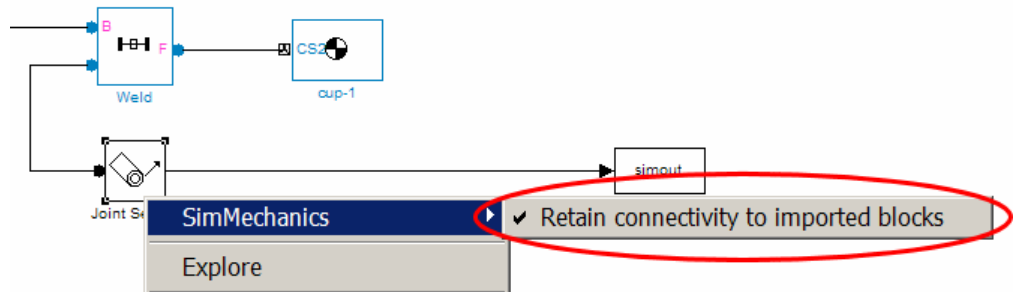 B
F
CS2
Weld
cup-1
simout
Joint Se
SimMechanics
✔ Retain connectivity to imported blocks
Explore